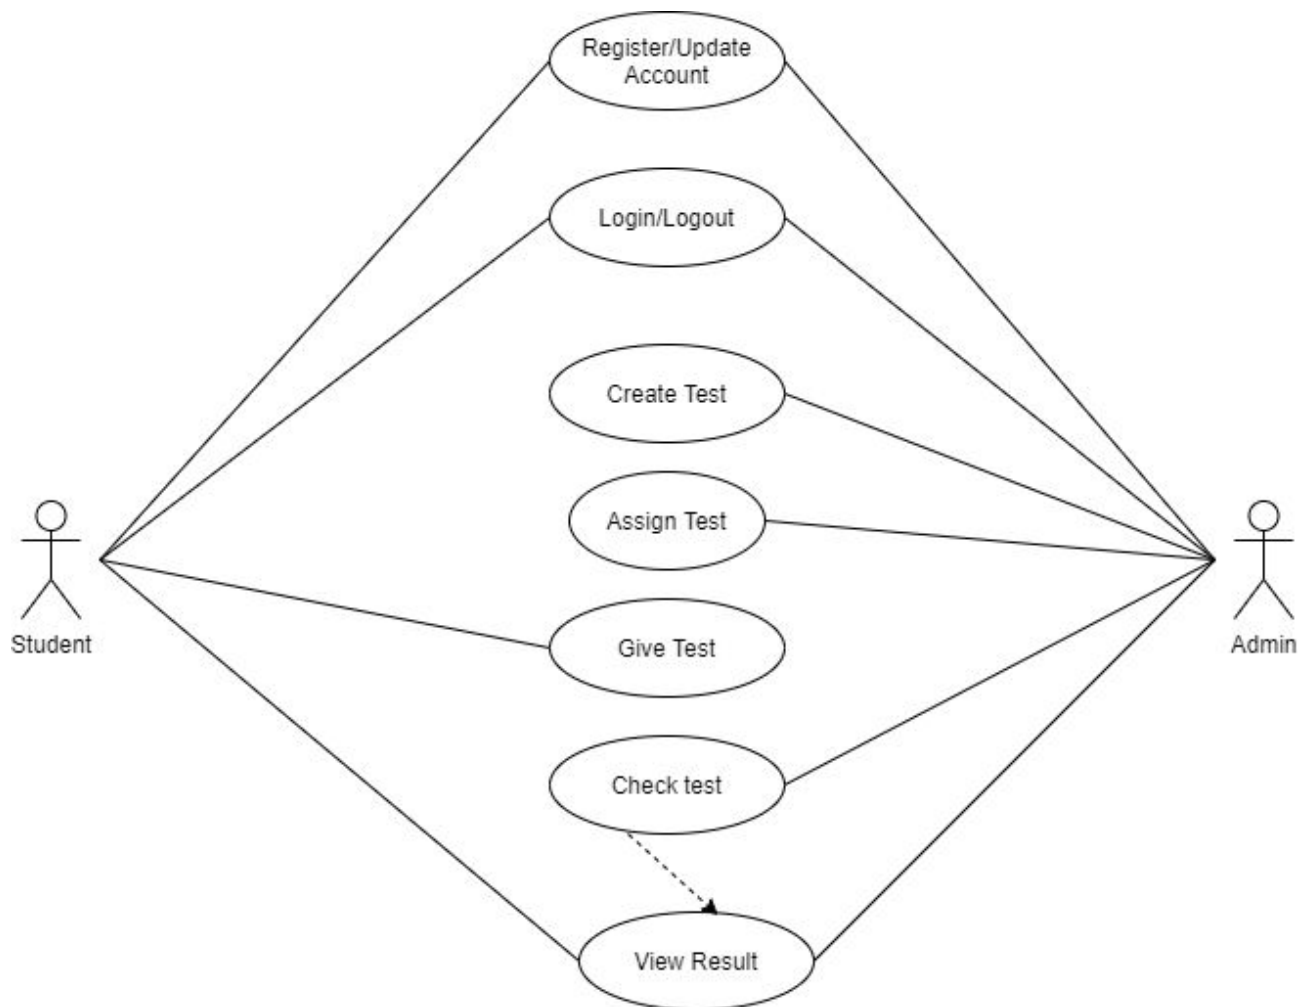 Register/Update
Account
Login/Logout
Create Test
Assign Test
Student
Admin
Give Test
Check test
View Result